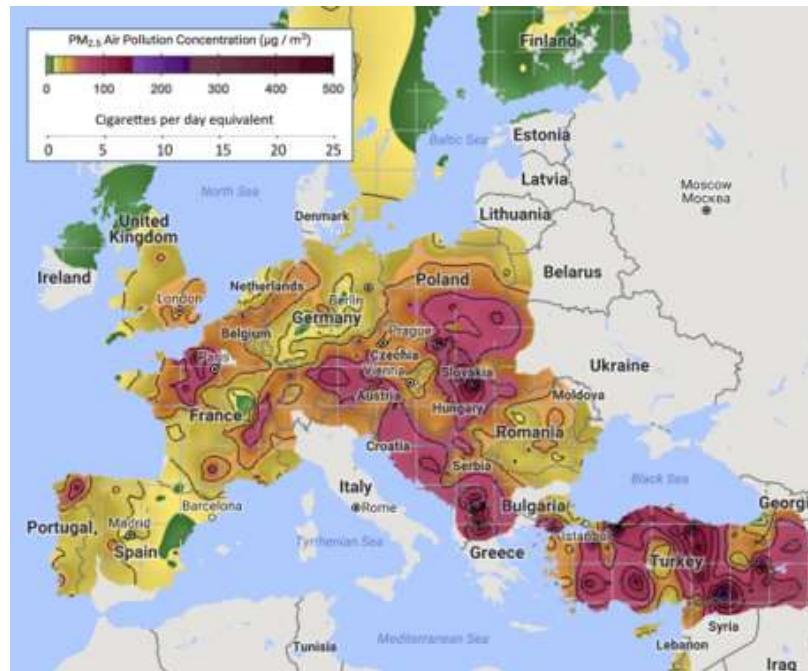 PM2.5 Air Pollution Concentration (µg / m³)
0 100 200 300 400 500
Cigarettes per day equivalent
0 5 10 15 20 25
Finland
Baltic Sea
Estonia
Latvia
Lithuania
Moscow
Москва
North Sea
Denmark
United
Kingdom
Ireland
London
Netherlands
Berlin
Poland
Belarus
Germany
Belgium
Prague
Czechia
Paris
Vienna
Slovakia
Ukraine
Austria
Hungary
Moldova
France
Romania
Croatia
Serbia
Italy
Rome
Bulgaria
Black Sea
Georgi
Barcelona
Portugal
Madrid
Spain
Tyrrhenian Sea
Greece
Istanbul
Turkey
Syria
Tunisia
Mediterranean Sea
Lebanon
Iraq